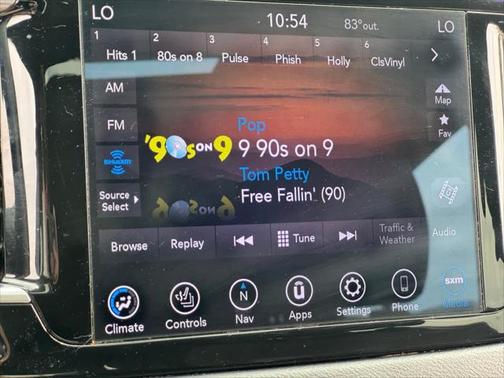 LO 10:54 83° out. LO
1 2 3 4 5 6
Hits 1 80s on 8 Pulse Phish Holly ClsVinyl
AM
Map
FM
Pop
Fav
'90s on 9 9 90s on 9
SIRIUSXM
Tom Petty
Source
Select
Free Fallin' (90)
Browse Replay Tune Traffic &
Weather
Audio
N
sxm
Climate Controls Nav Apps Settings Phone Media